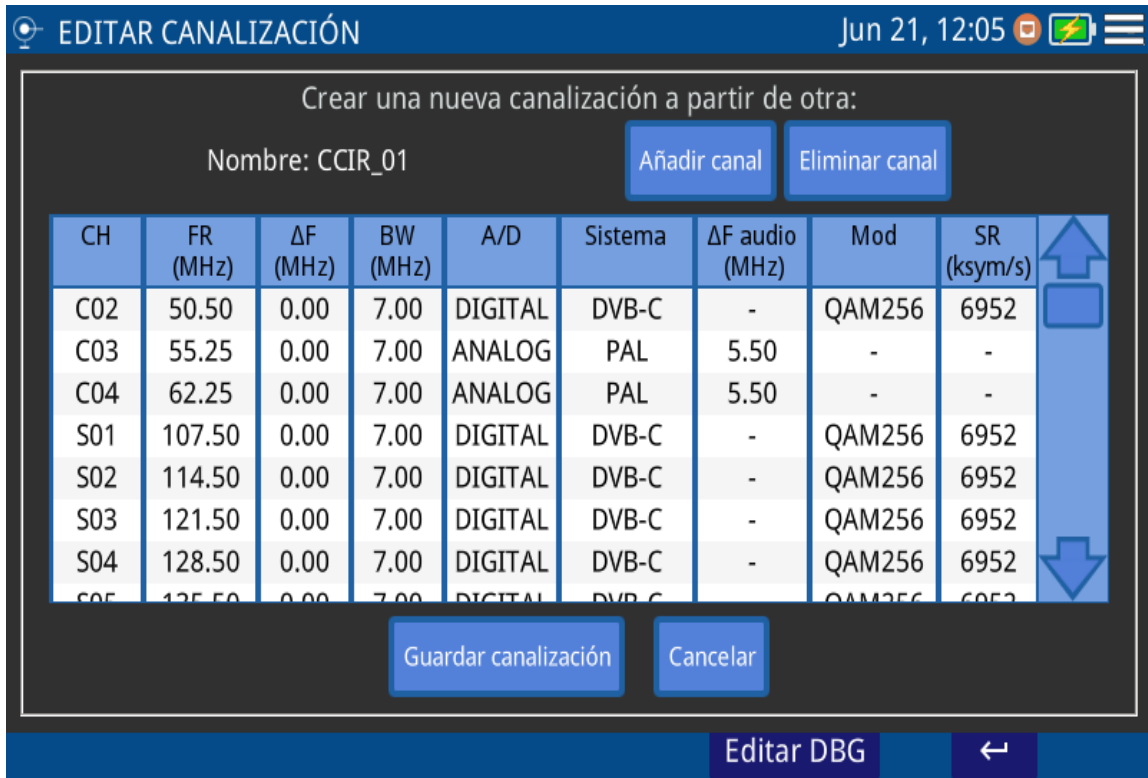 EDITAR CANALIZACIÓN Jun 21, 12:05
Crear una nueva canalización a partir de otra:
Nombre: CCIR_01 Añadir canal Eliminar canal
CH FR (MHz) ΔF (MHz) BW (MHz) A/D Sistema ΔF audio (MHz) Mod SR (ksym/s)
C02 50.50 0.00 7.00 DIGITAL DVB-C - QAM256 6952
C03 55.25 0.00 7.00 ANALOG PAL 5.50 - -
C04 62.25 0.00 7.00 ANALOG PAL 5.50 - -
S01 107.50 0.00 7.00 DIGITAL DVB-C - QAM256 6952
S02 114.50 0.00 7.00 DIGITAL DVB-C - QAM256 6952
S03 121.50 0.00 7.00 DIGITAL DVB-C - QAM256 6952
S04 128.50 0.00 7.00 DIGITAL DVB-C - QAM256 6952
Guardar canalización Cancelar
Editar DBG